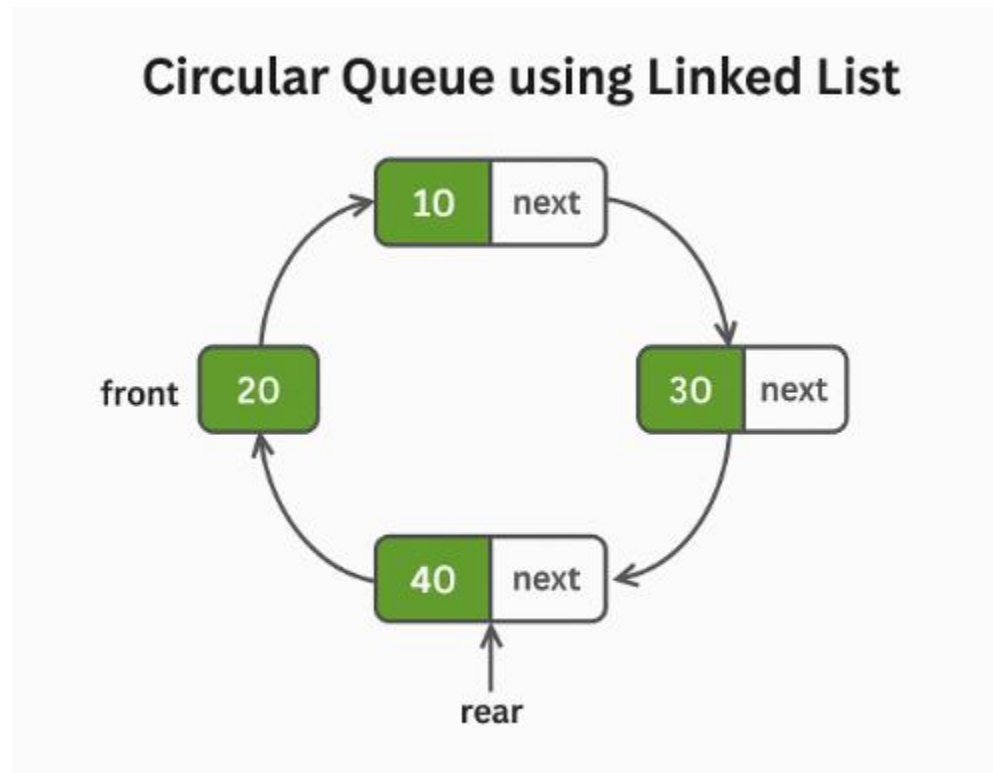 Circular Queue using Linked List
10 next
front 20
30 next
40 next
rear